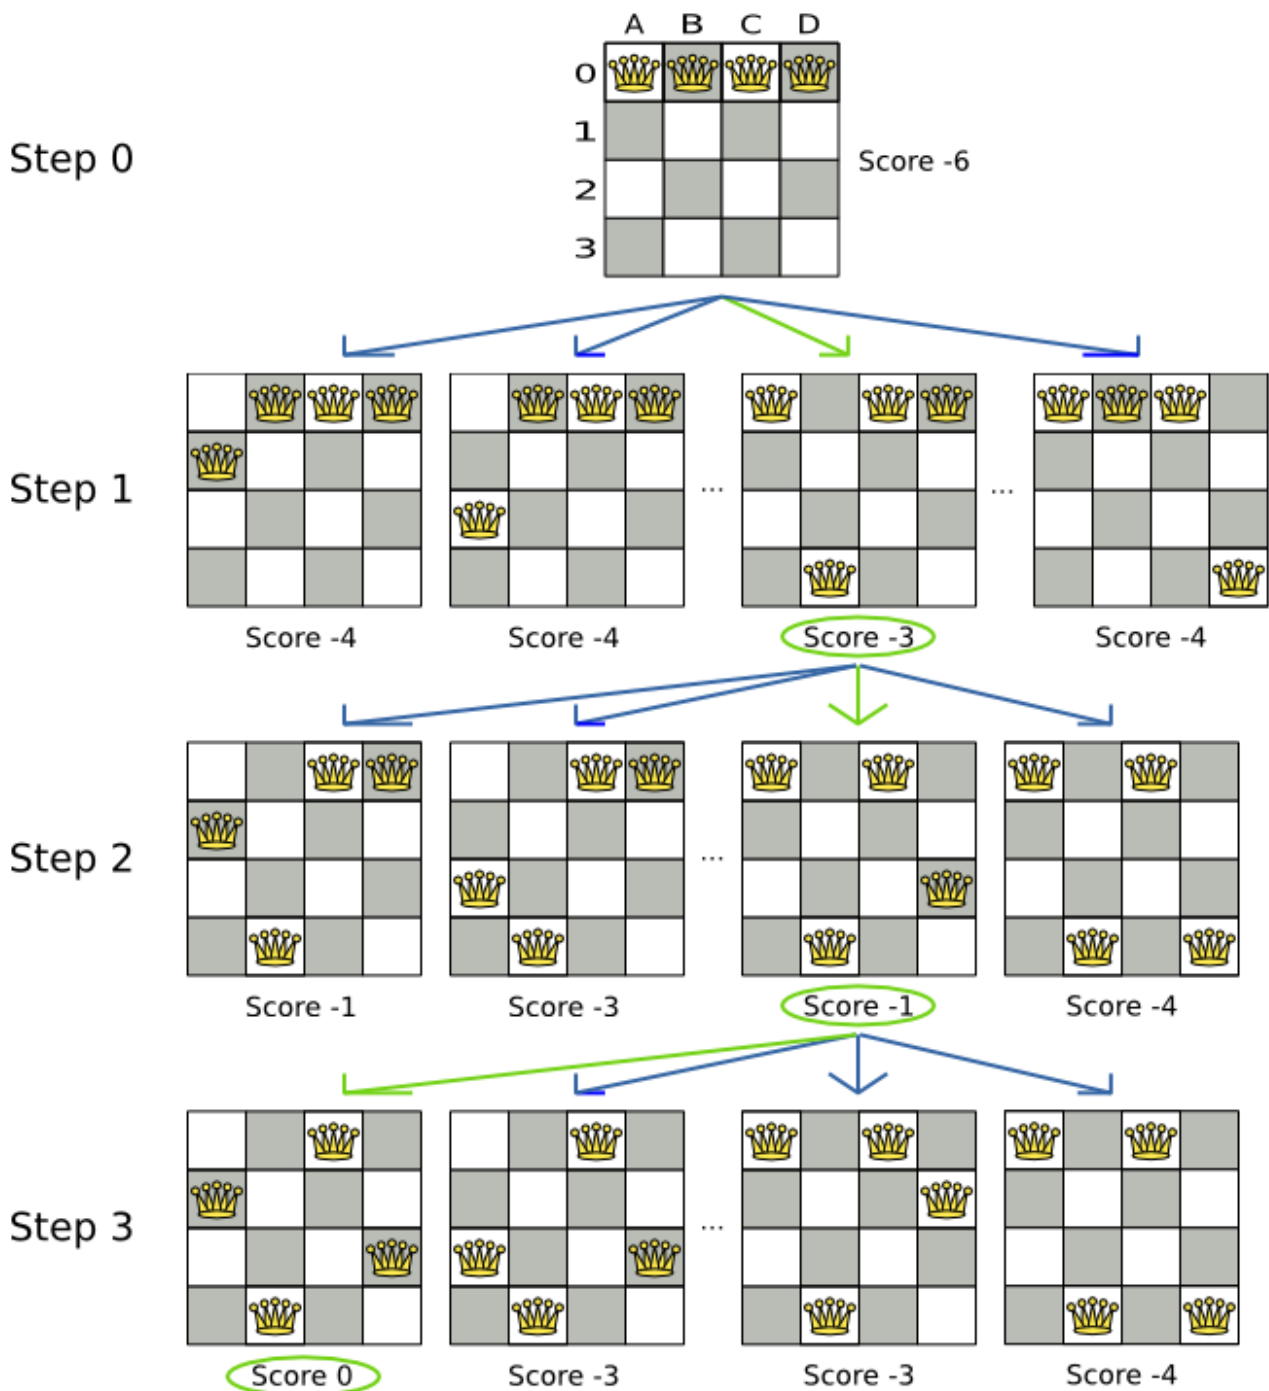 A B C D
0
1
Step 0
Score -6
2
3
Step 1
...
...
Score -4
Score -4
Score -3
Score -4
Step 2
...
Score -1
Score -3
Score -1
Score -4
Step 3
...
Score 0
Score -3
Score -3
Score -4